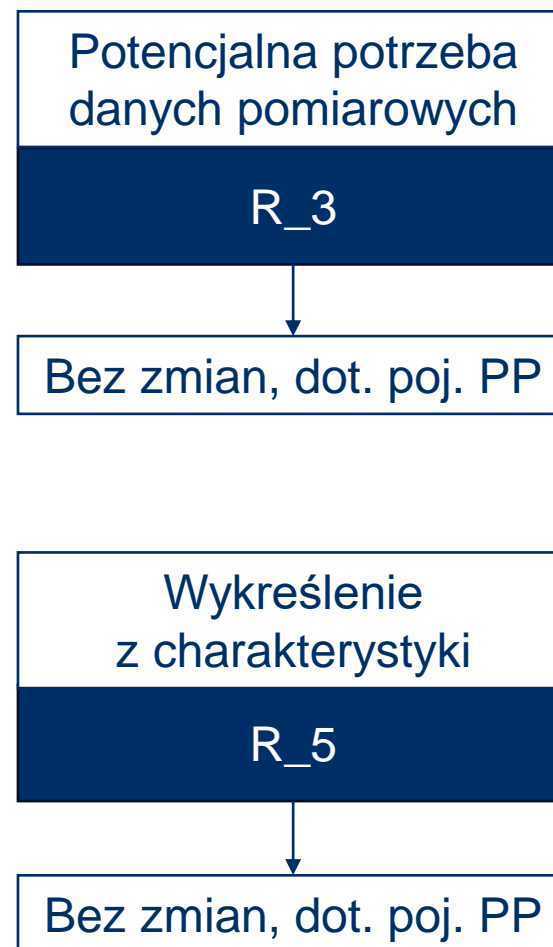 Potencjalna potrzeba
danych pomiarowych
R_3
Bez zmian, dot. poj. PP
Wykreślenie
z charakterystyki
R_5
Bez zmian, dot. poj. PP